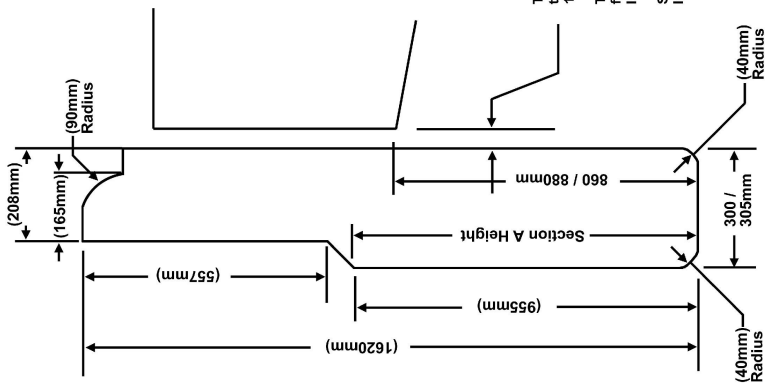 (90mm)
Radius
(208mm)
(165mm)
(557mm)
(955mm)
(1620mm)
Section A Height
860 / 880mm
300 /
305mm
(40mm)
Radius
(40mm)
Radius